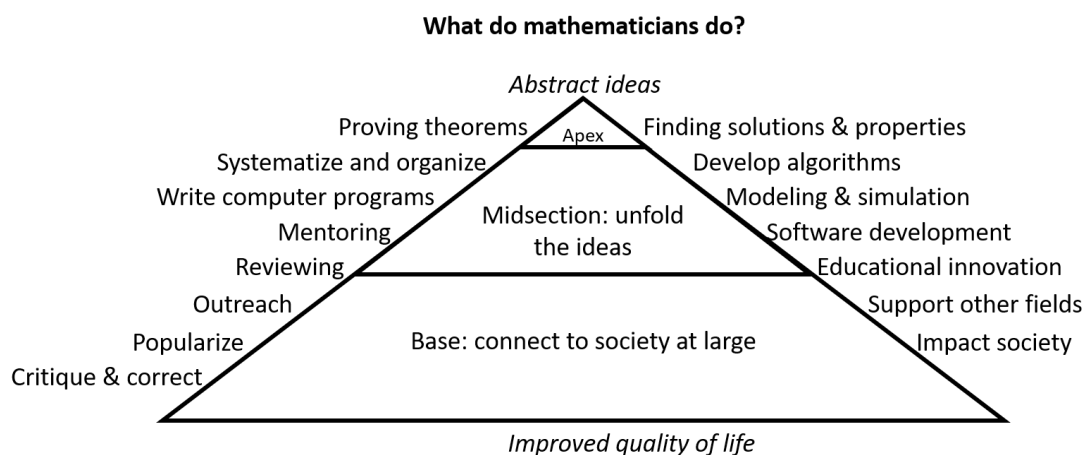 What do mathematicians do?
Abstract ideas
Proving theorems
Apex
Finding solutions & properties
Systematize and organize
Develop algorithms
Write computer programs
Modeling & simulation
Midsection: unfold
the ideas
Mentoring
Software development
Reviewing
Educational innovation
Outreach
Support other fields
Popularize
Base: connect to society at large
Impact society
Critique & correct
Improved quality of life